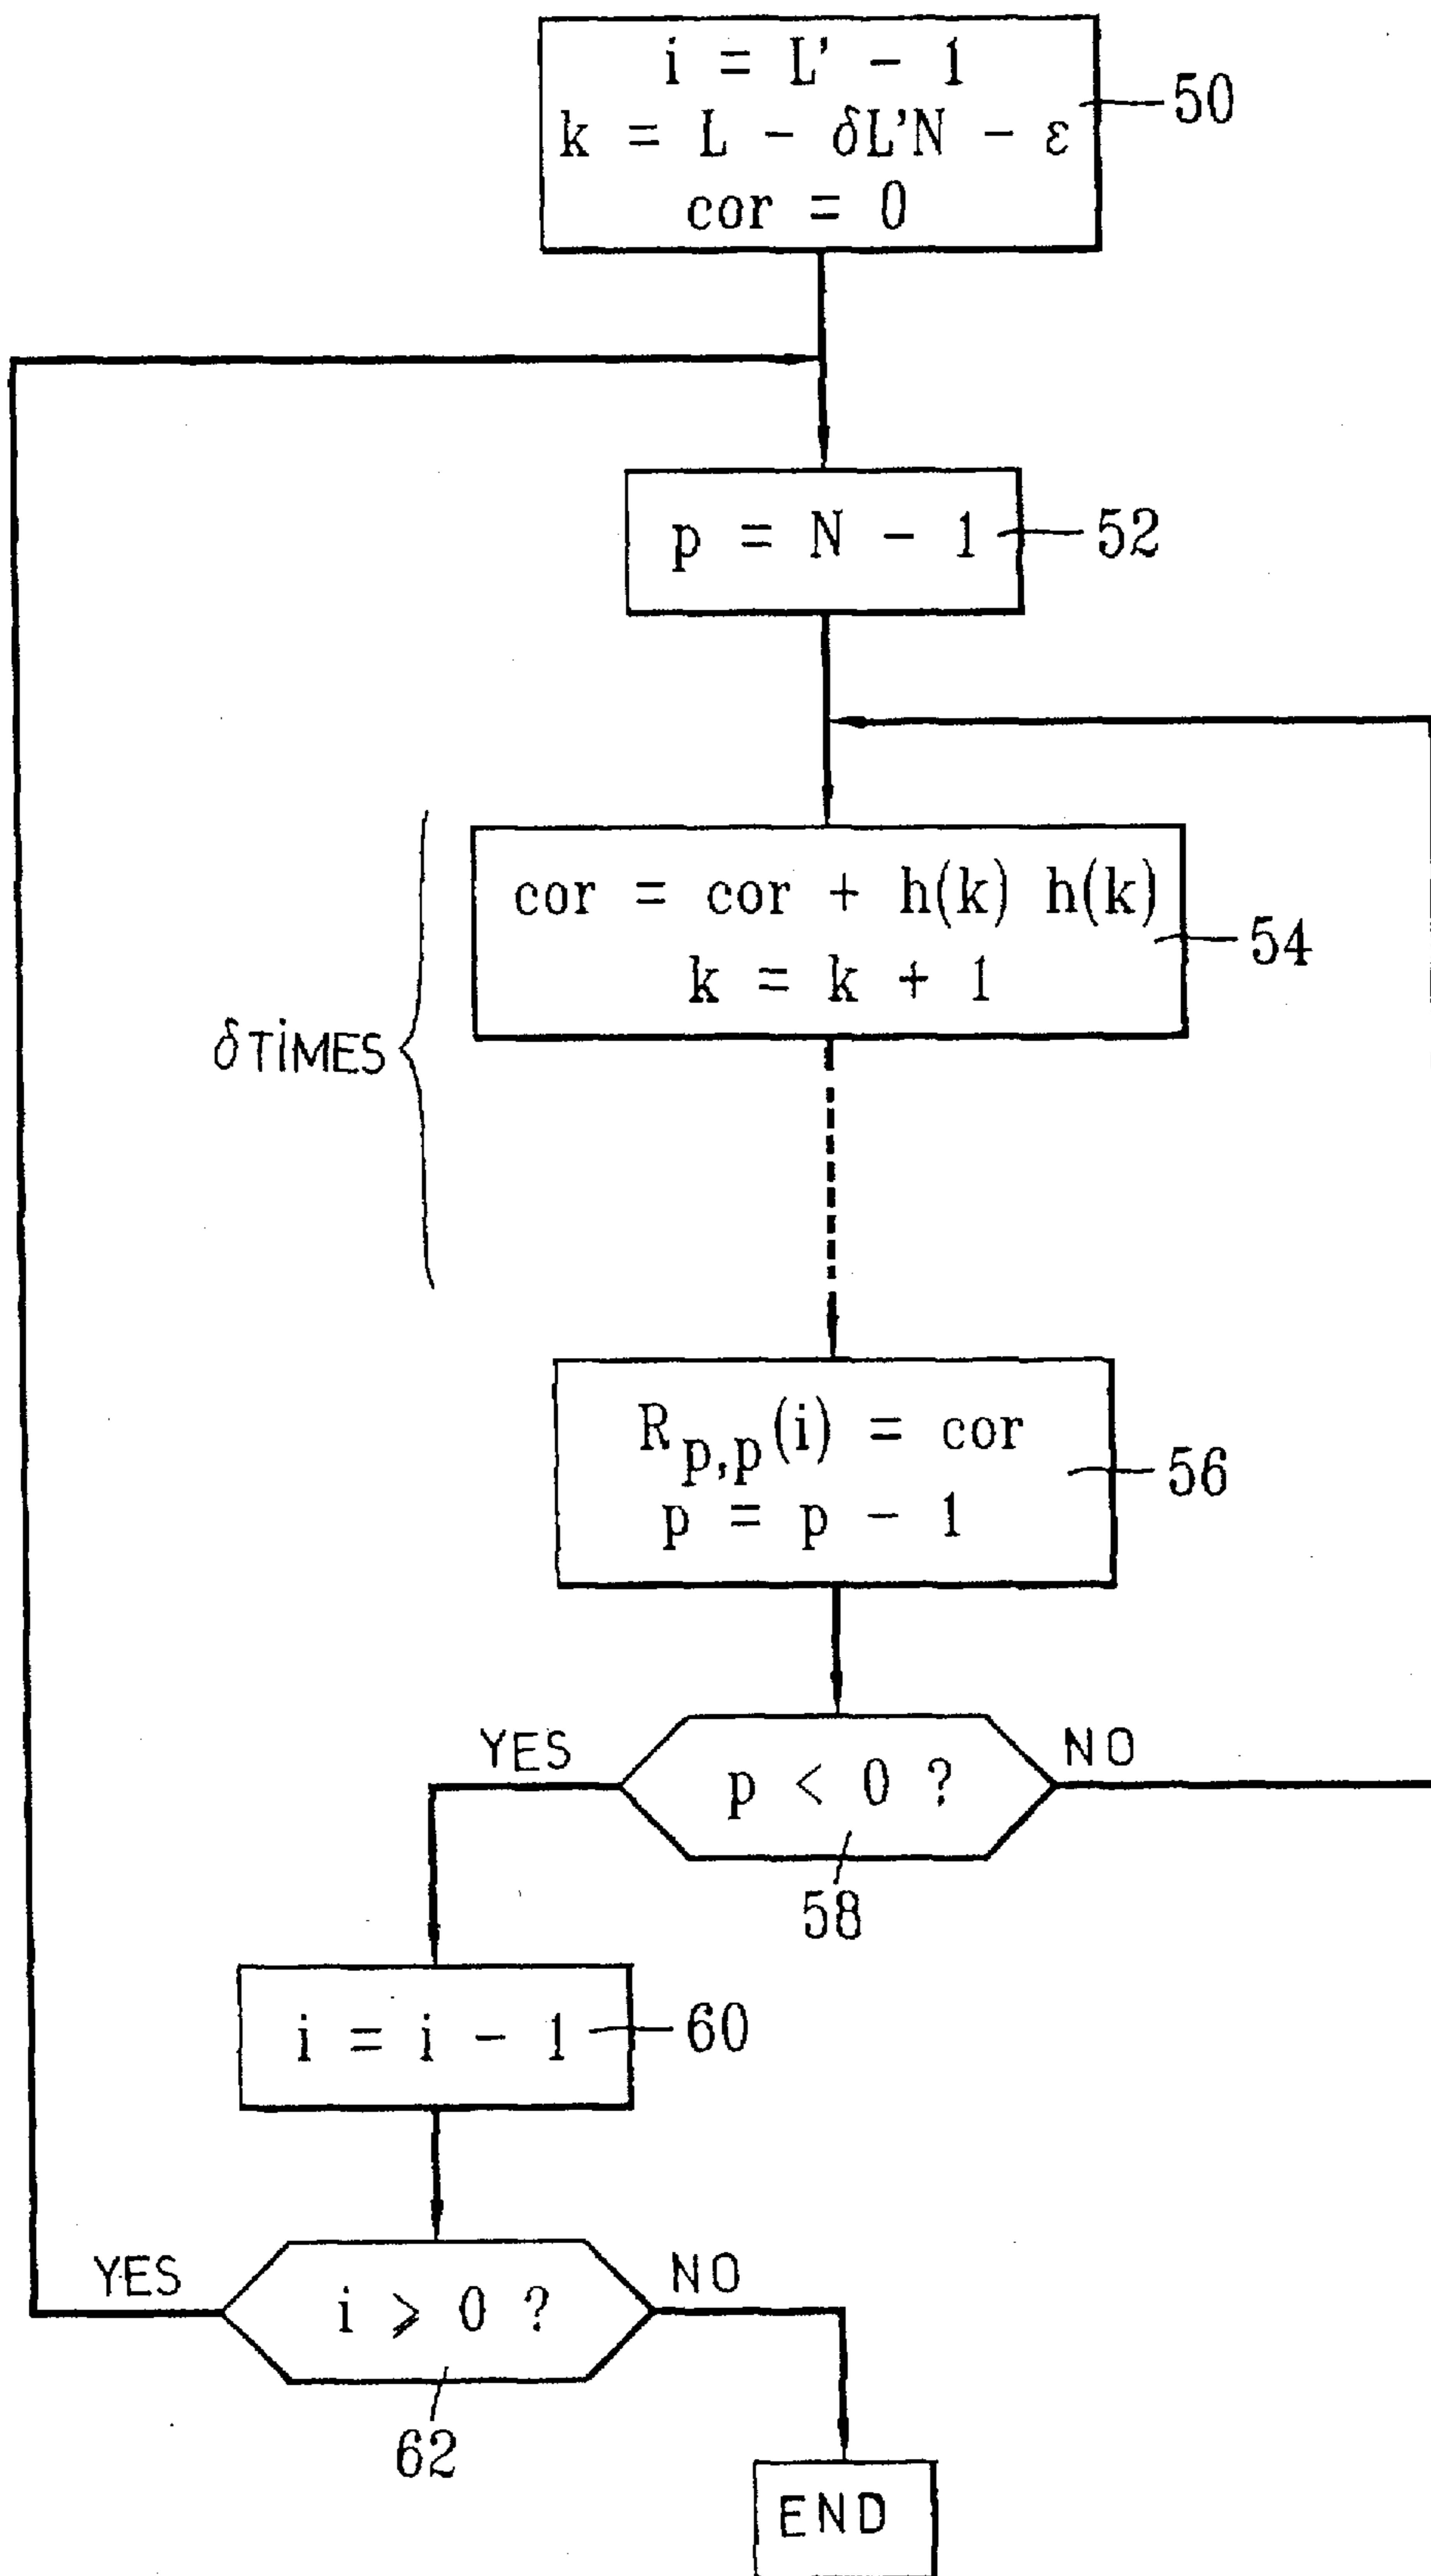 i = L' - 1
k = L - δL'N - ε
cor = 0
50
p = N - 1
52
cor = cor + h(k) h(k)
k = k + 1
54
δ TiMES
R p,p (i) = cor
p = p - 1
56
YES
p < 0 ?
NO
58
i = i - 1
60
YES
i ⩾ 0 ?
NO
62
END